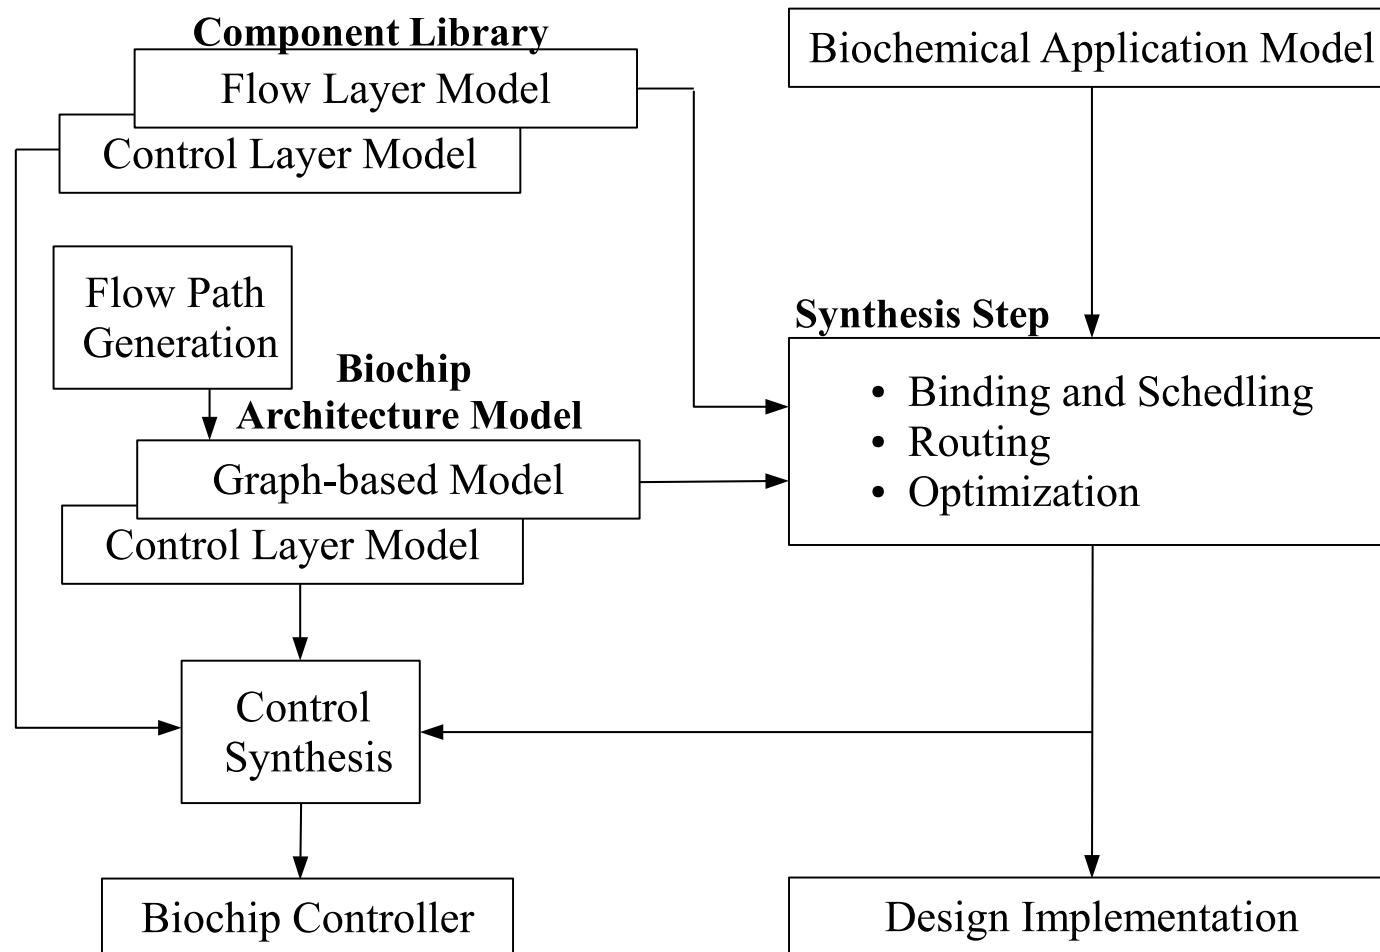 Component Library
Flow Layer Model
Control Layer Model
Biochemical Application Model
Flow Path
Generation
Biochip
Architecture Model
Graph-based Model
Control Layer Model
Synthesis Step
• Binding and Schedling
• Routing
• Optimization
Control
Synthesis
Biochip Controller
Design Implementation